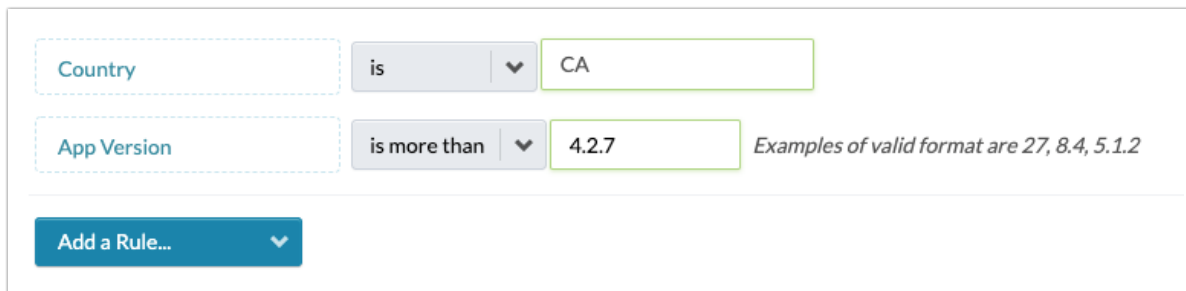 Country is CA
App Version is more than 4.2.7 Examples of valid format are 27, 8.4, 5.1.2
Add a Rule...